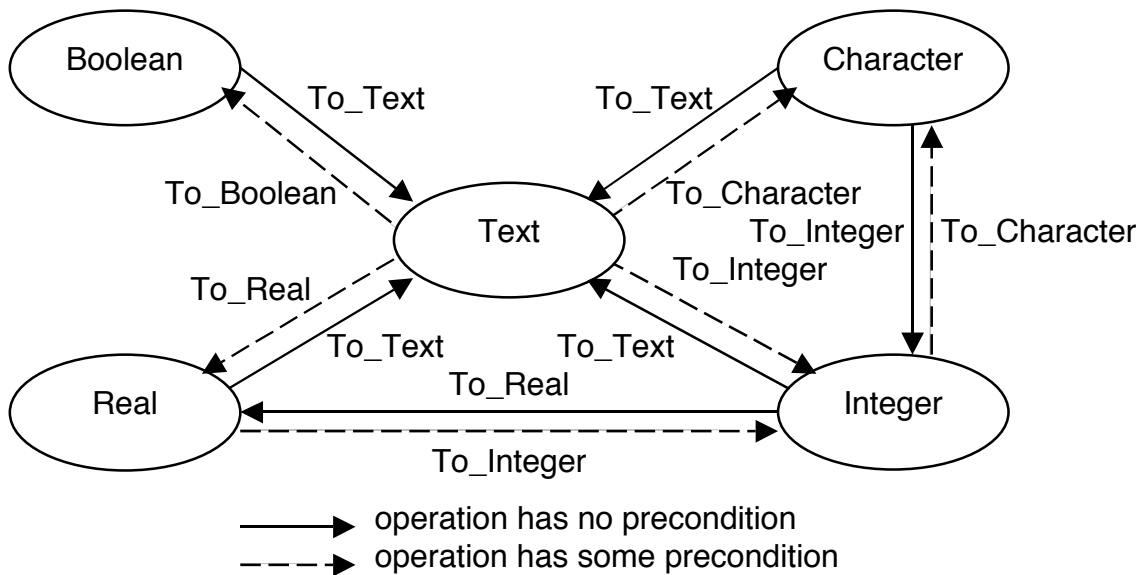 Boolean
Character
To_Text
To_Text
To_Boolean
To_Character
Text
To_Integer
To_Character
To_Integer
To_Real
To_Text
To_Text
To_Real
Real
Integer
To_Integer
operation has no precondition
operation has some precondition